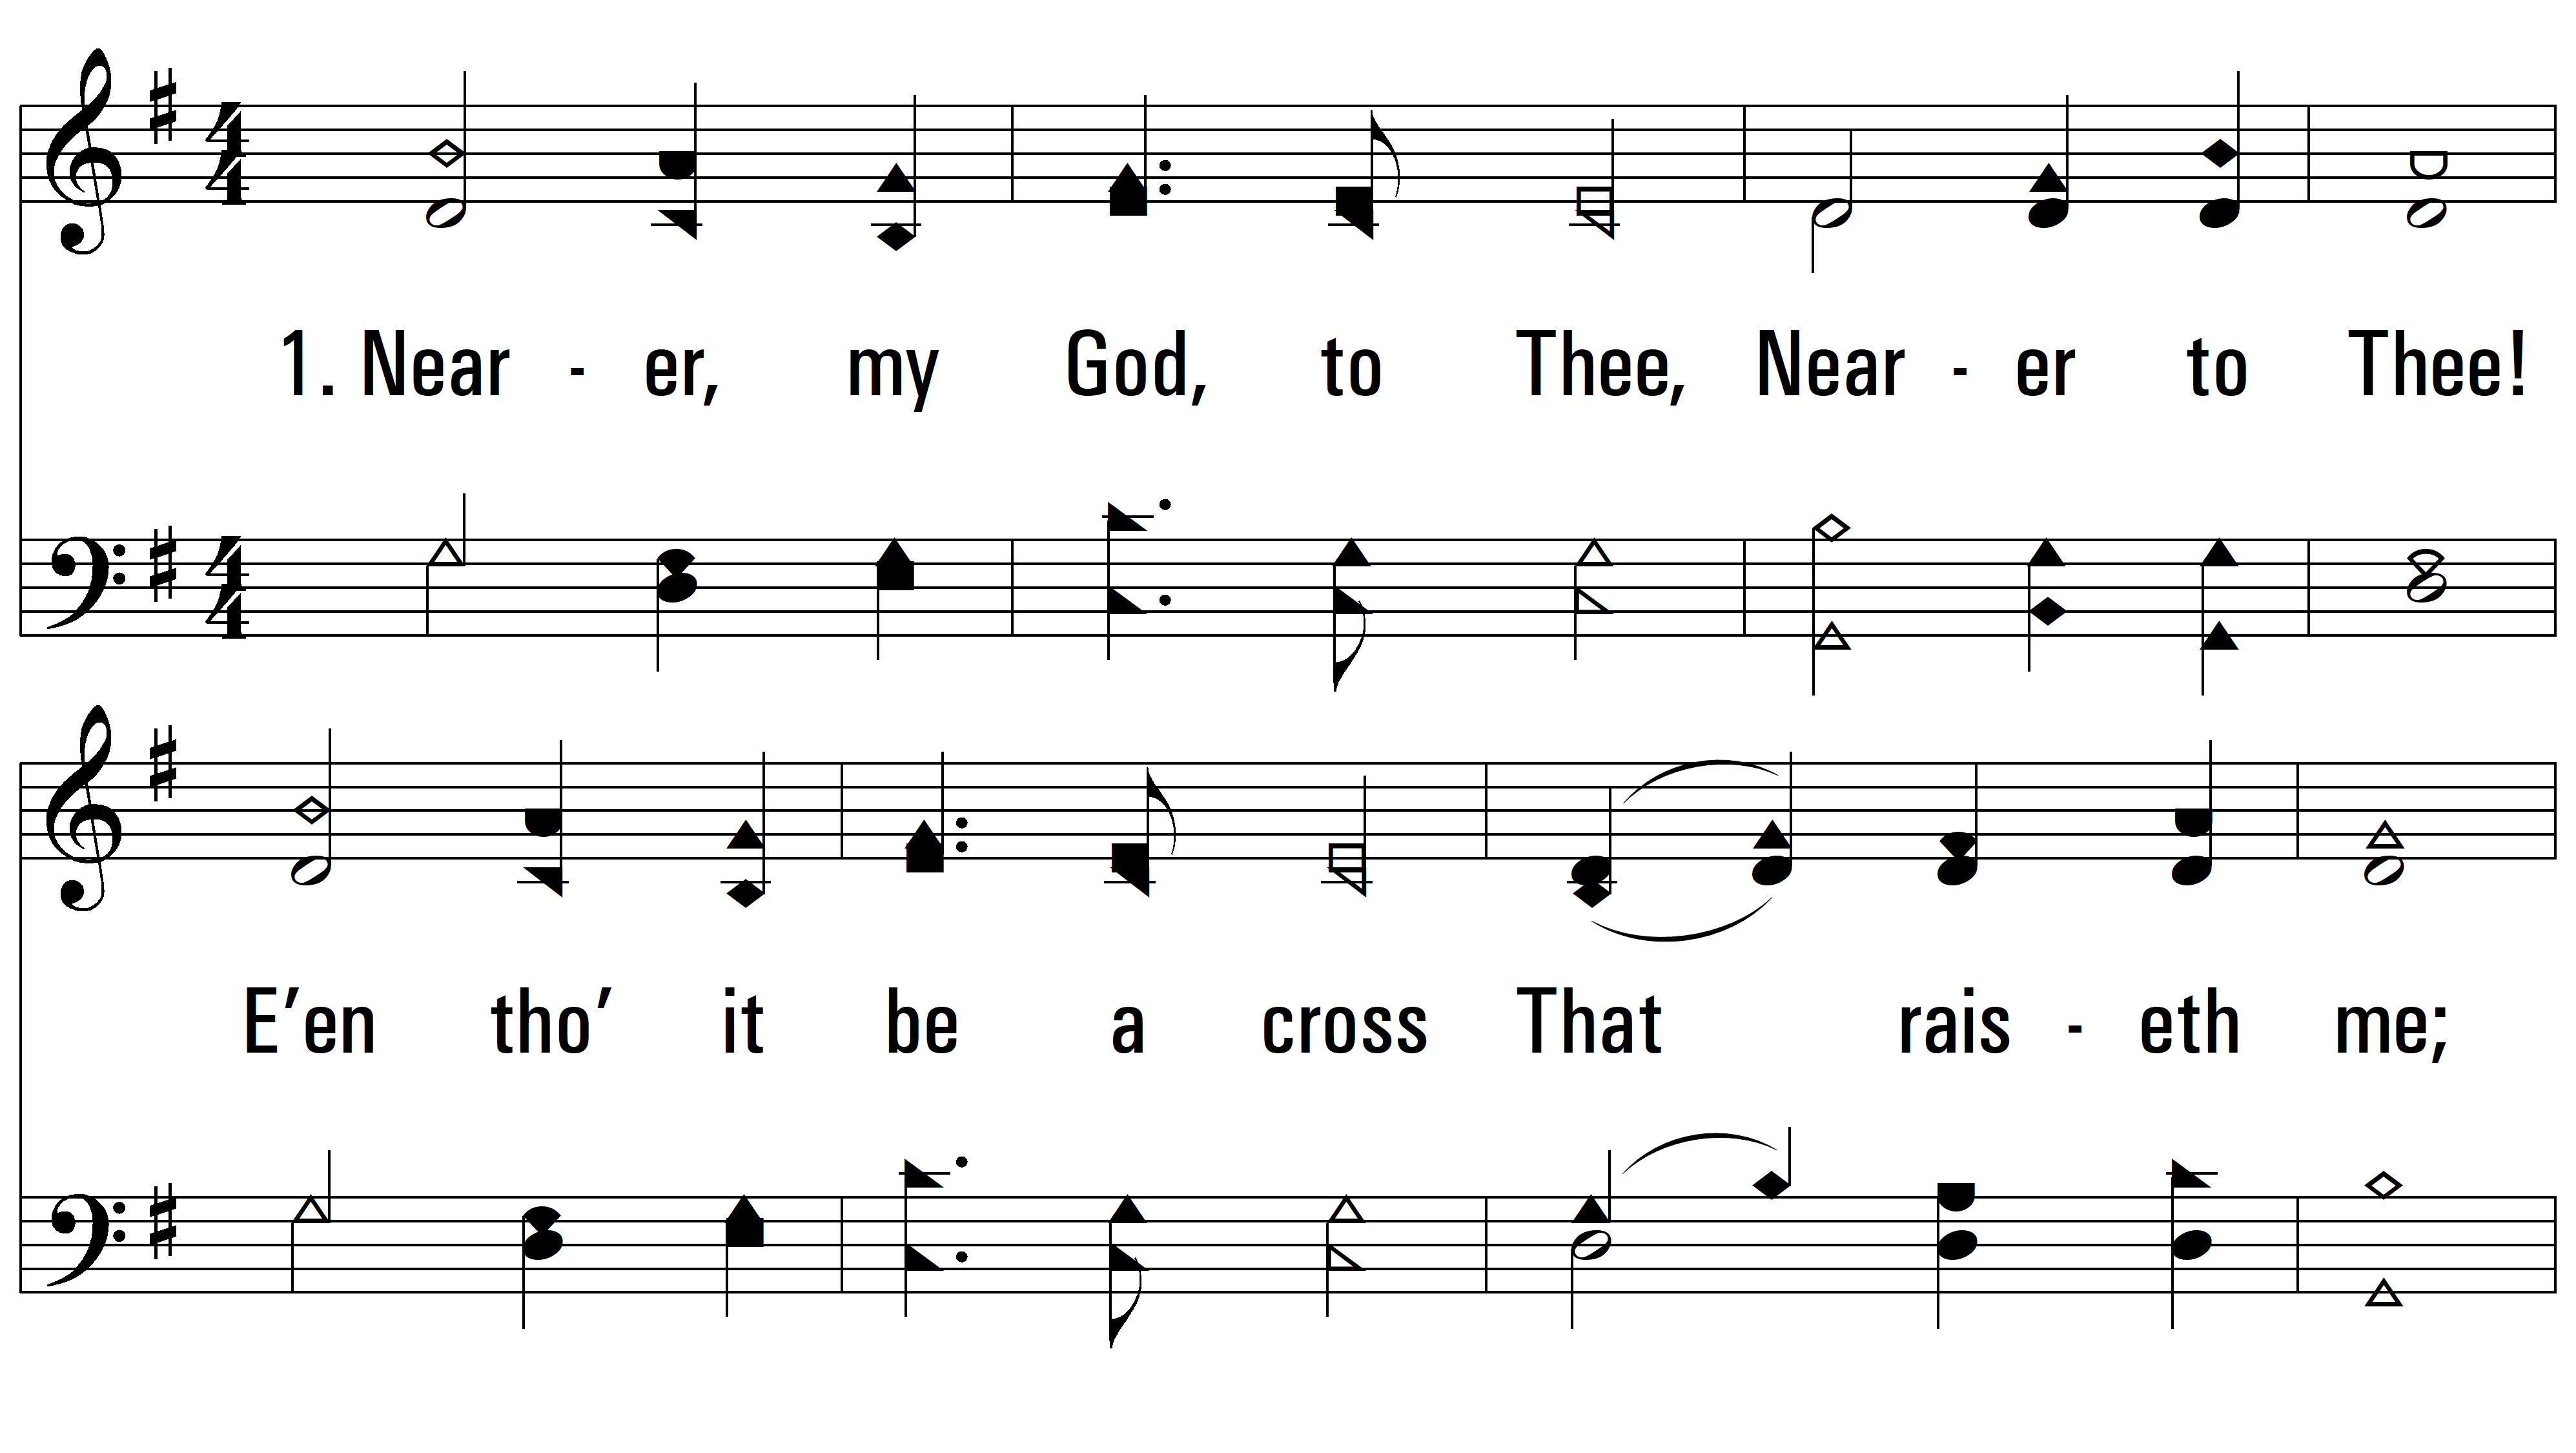 1. Near - er, my God, to Thee, Near - er to Thee!
E’en tho’ it be a cross That rais - eth me;